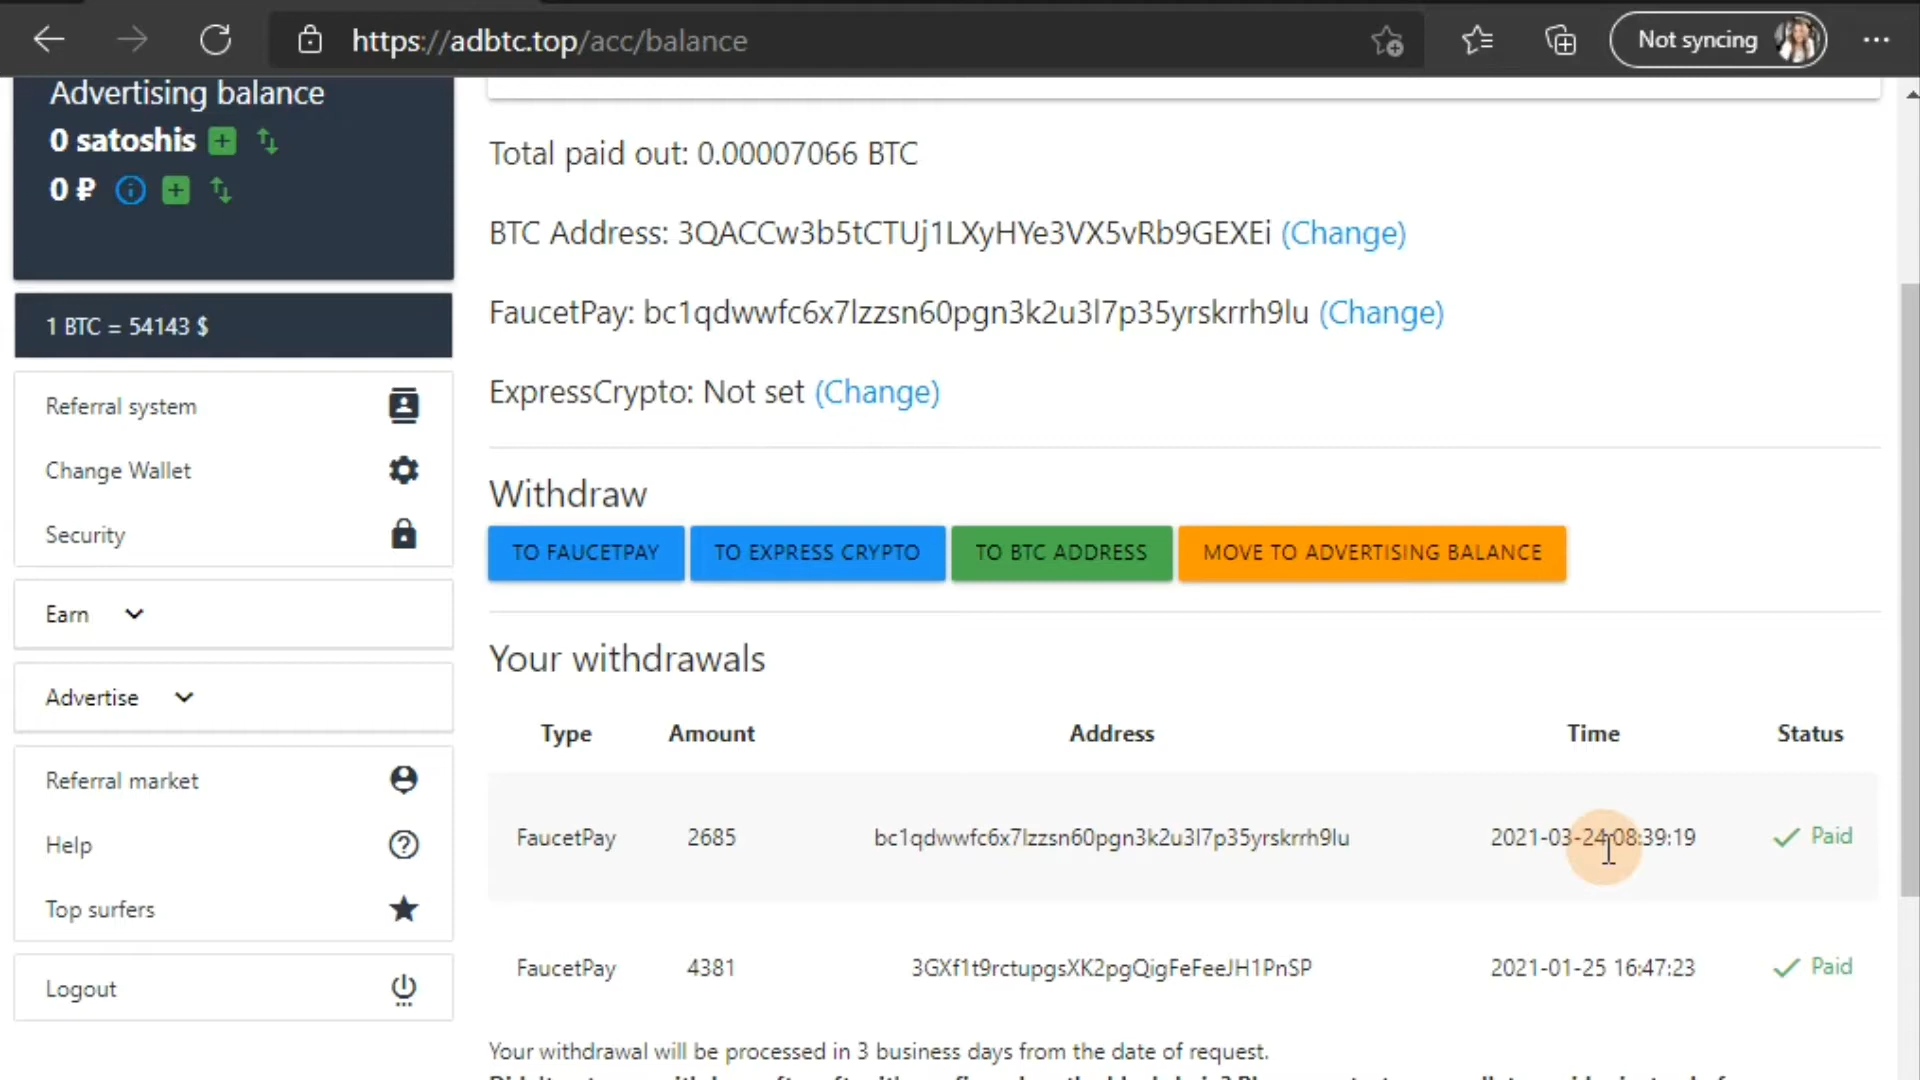 https://adbtc.top/acc/balance
Not syncing
Advertising balance
0 satoshis
0 ₽
1 BTC = 54143 $
Referral system
Change Wallet
Security
Earn
Advertise
Referral market
Help
Top surfers
Logout
Total paid out: 0.00007066 BTC
BTC Address: 3QACCw3b5tCTUj1LXyHYe3VX5vRb9GEXEi (Change)
FaucetPay: bc1qdwwfc6x7lzzsn60pgn3k2u3l7p35yrskrrh9lu (Change)
ExpressCrypto: Not set (Change)
Withdraw
TO FAUCETPAY TO EXPRESS CRYPTO TO BTC ADDRESS MOVE TO ADVERTISING BALANCE
Your withdrawals
Type Amount Address Time Status
FaucetPay 2685 bc1qdwwfc6x7lzzsn60pgn3k2u3l7p35yrskrrh9lu 2021-03-24 08:39:19 Paid
FaucetPay 4381 3GXf1t9rctupgsXK2pgQigFeFeeJH1PnSP 2021-01-25 16:47:23 Paid
Your withdrawal will be processed in 3 business days from the date of request.